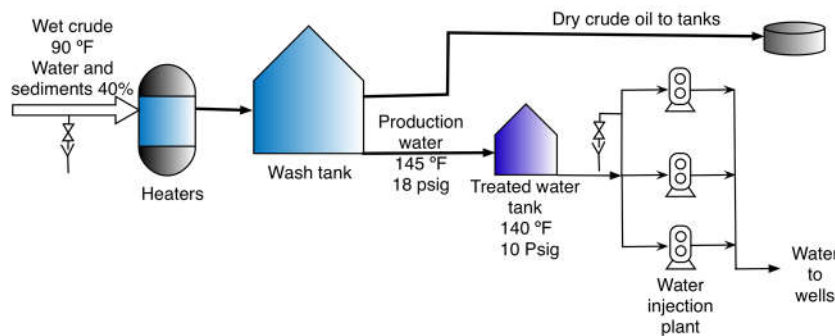 Wet crude
90 ºF
Water and
sediments 40%
Heaters
Wash tank
Dry crude oil to tanks
Production
water
145 ºF
18 psig
Treated water
tank
140 ºF
10 Psig
Water
injection
plant
Water
to
wells